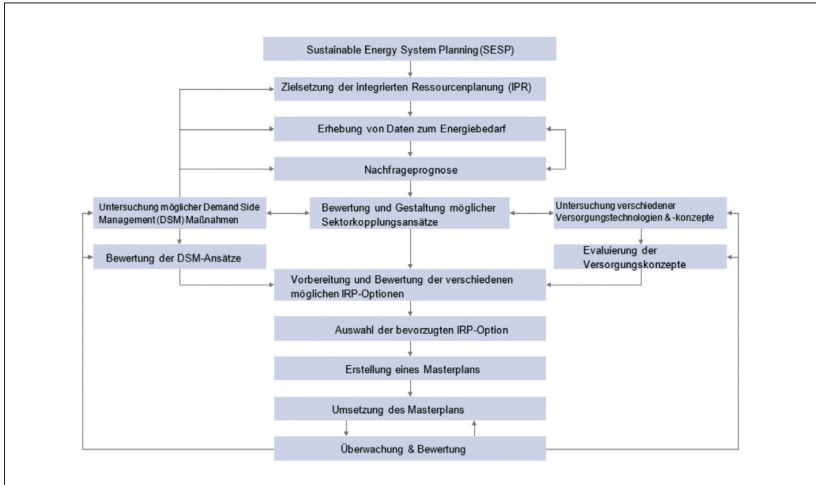 Sustainable Energy System Planning (SESP)
Zielsetzung der integrierten Ressourcenplanung (IPR)
Erhebung von Daten zum Energiebedarf
Nachfrageprognose
Untersuchung möglicher Demand Side
Management (DSM) Maßnahmen
Bewertung und Gestaltung möglicher
Sektorkopplungsansätze
Untersuchung verschiedener
Versorgungstechnologien & -konzepte
Bewertung der DSM-Ansätze
Evaluierung der
Versorgungskonzepte
Vorbereitung und Bewertung der verschiedenen
möglichen IRP-Optionen
Auswahl der bevorzugten IRP-Option
Erstellung eines Masterplans
Umsetzung des Masterplans
Überwachung & Bewertung